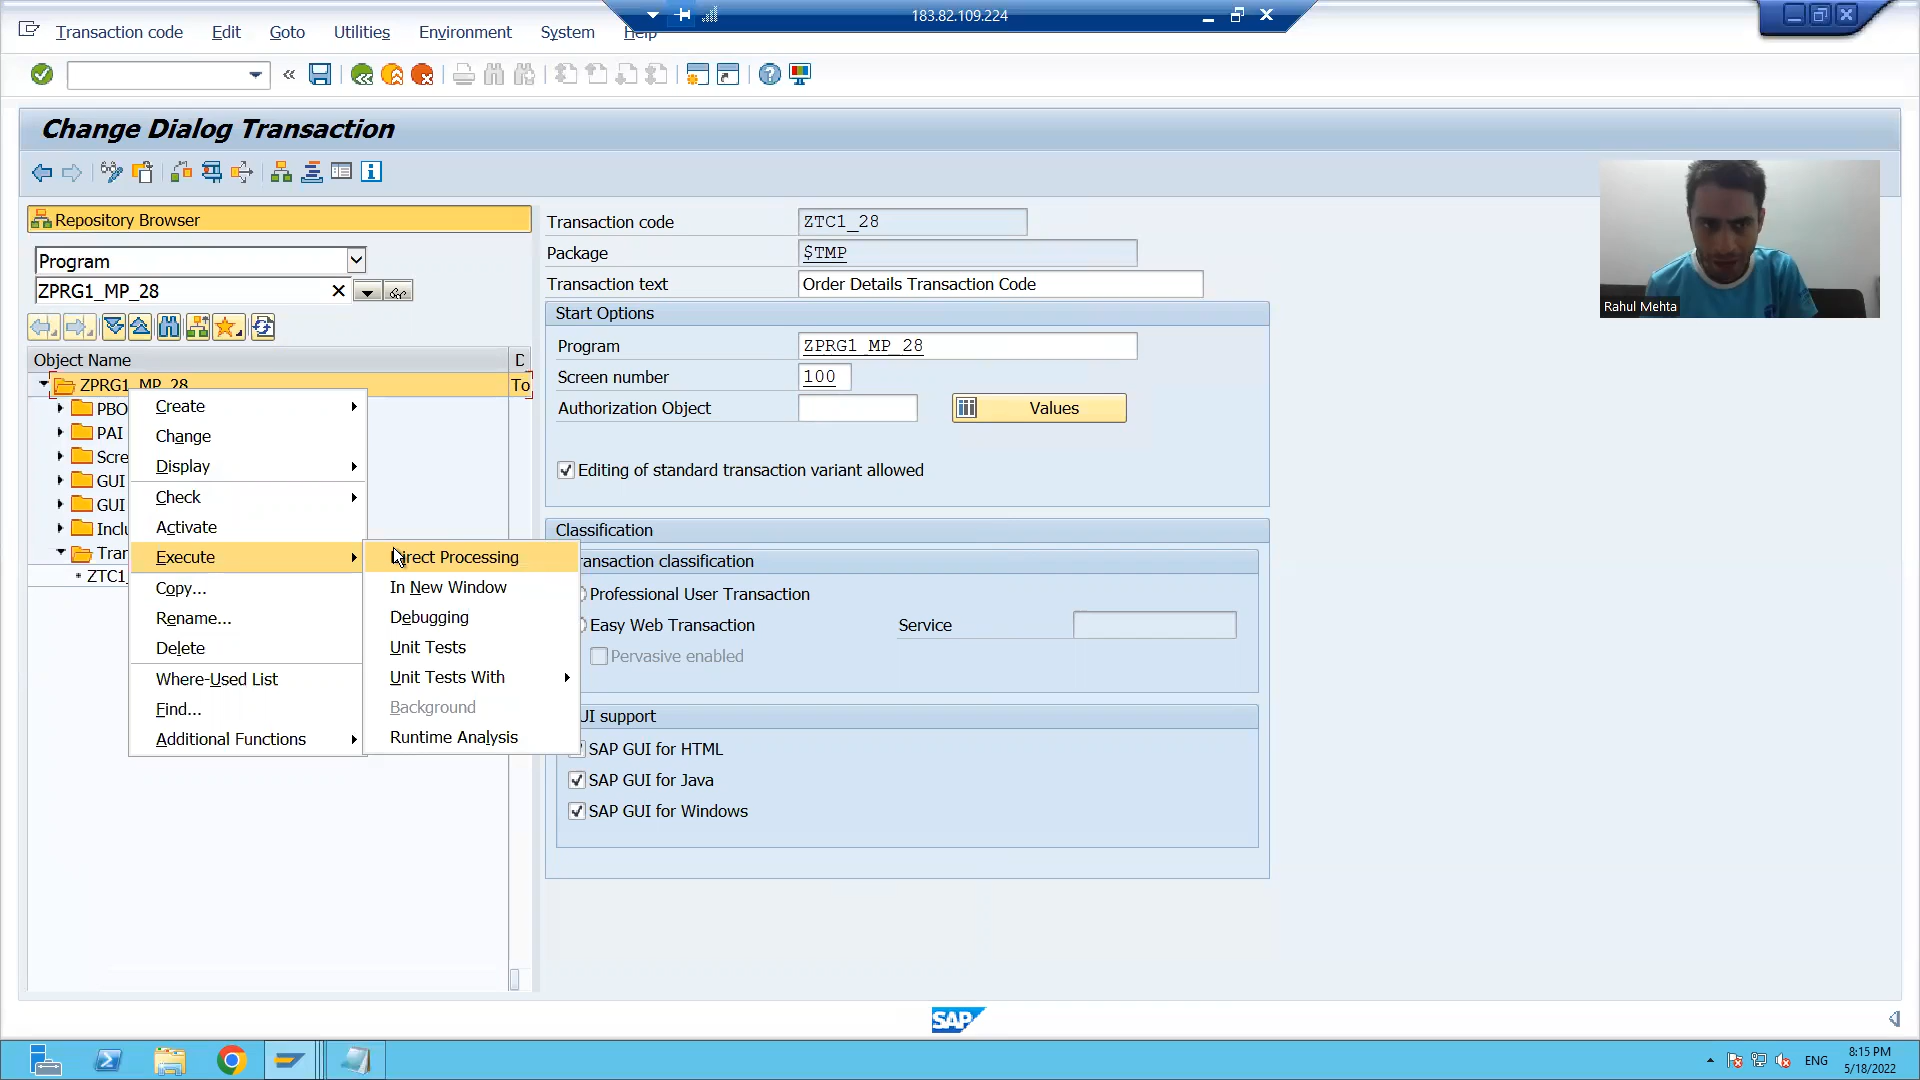 183.82.109.224
Transaction code Edit Goto Utilities Environment System Help
Change Dialog Transaction
Repository Browser
Program
ZPRG1_MP_28
Object Name D
ZPRG1_MP_28 To
PBO
PAI
Scre
GUI
GUI
Inclu
Tran
ZTC1_
Create
Change
Display
Check
Activate
Execute
Copy...
Rename...
Delete
Where-Used List
Find...
Additional Functions
Direct Processing
In New Window
Debugging
Unit Tests
Unit Tests With
Background
Runtime Analysis
Transaction code ZTC1_28
Package $TMP
Transaction text Order Details Transaction Code
Start Options
Program ZPRG1_MP_28
Screen number 100
Authorization Object Values
Editing of standard transaction variant allowed
Classification
ransaction classification
Professional User Transaction
Easy Web Transaction Service
Pervasive enabled
UI support
SAP GUI for HTML
SAP GUI for Java
SAP GUI for Windows
Rahul Mehta
SAP
ENG
8:15 PM
5/18/2022